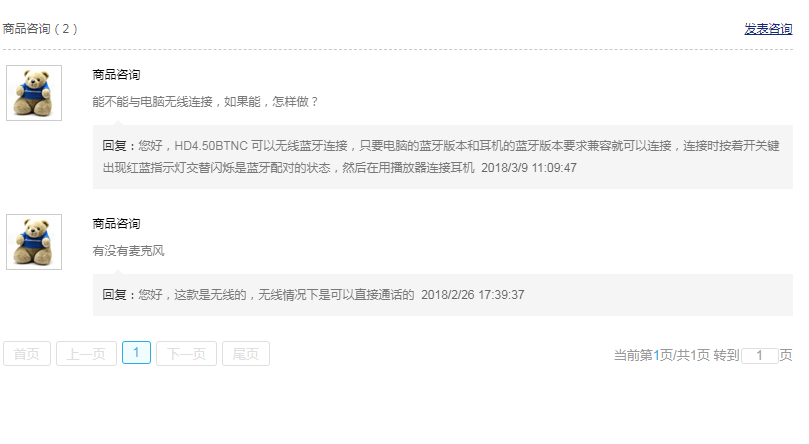 商品咨询（2）
发表咨询
商品咨询
能不能与电脑无线连接，如果能，怎样做？
回复：您好，HD4.50BTNC 可以无线蓝牙连接，只要电脑的蓝牙版本和耳机的蓝牙版本要求兼容就可以连接，连接时按着开关键
出现红蓝指示灯交替闪烁是蓝牙配对的状态，然后在用播放器连接耳机 2018/3/9 11:09:47
商品咨询
有没有麦克风
回复：您好，这款是无线的，无线情况下是可以直接通话的 2018/2/26 17:39:37
首页 上一页 1 下一页 尾页 当前第1页/共1页 转到 1 页